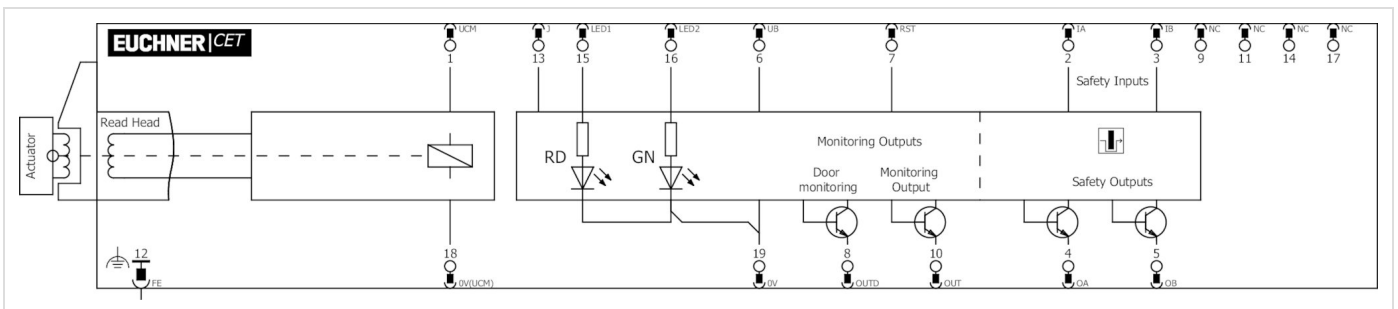 EUCHNER CET
UCM J LED1 LED2 UB RST IA IB NC NC NC NC
1 13 15 16 6 7 2 3 9 11 14 17
Safety Inputs
Read Head
Actuator
RD GN
Monitoring Outputs
Door monitoring
Monitoring Output
Safety Outputs
12 18 19 8 10 4 5
FE 0V(UCM) 0V OUTD OUT OA OB